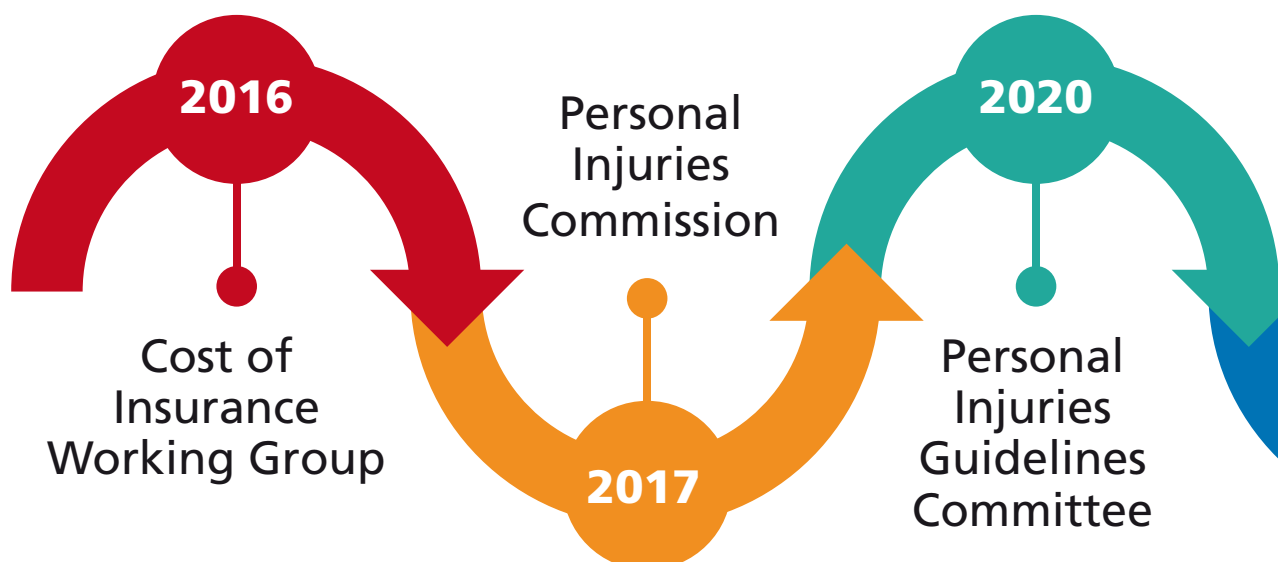 2016
Cost of
Insurance
Working Group
Personal
Injuries
Commission
2017
2020
Personal
Injuries
Guidelines
Committee